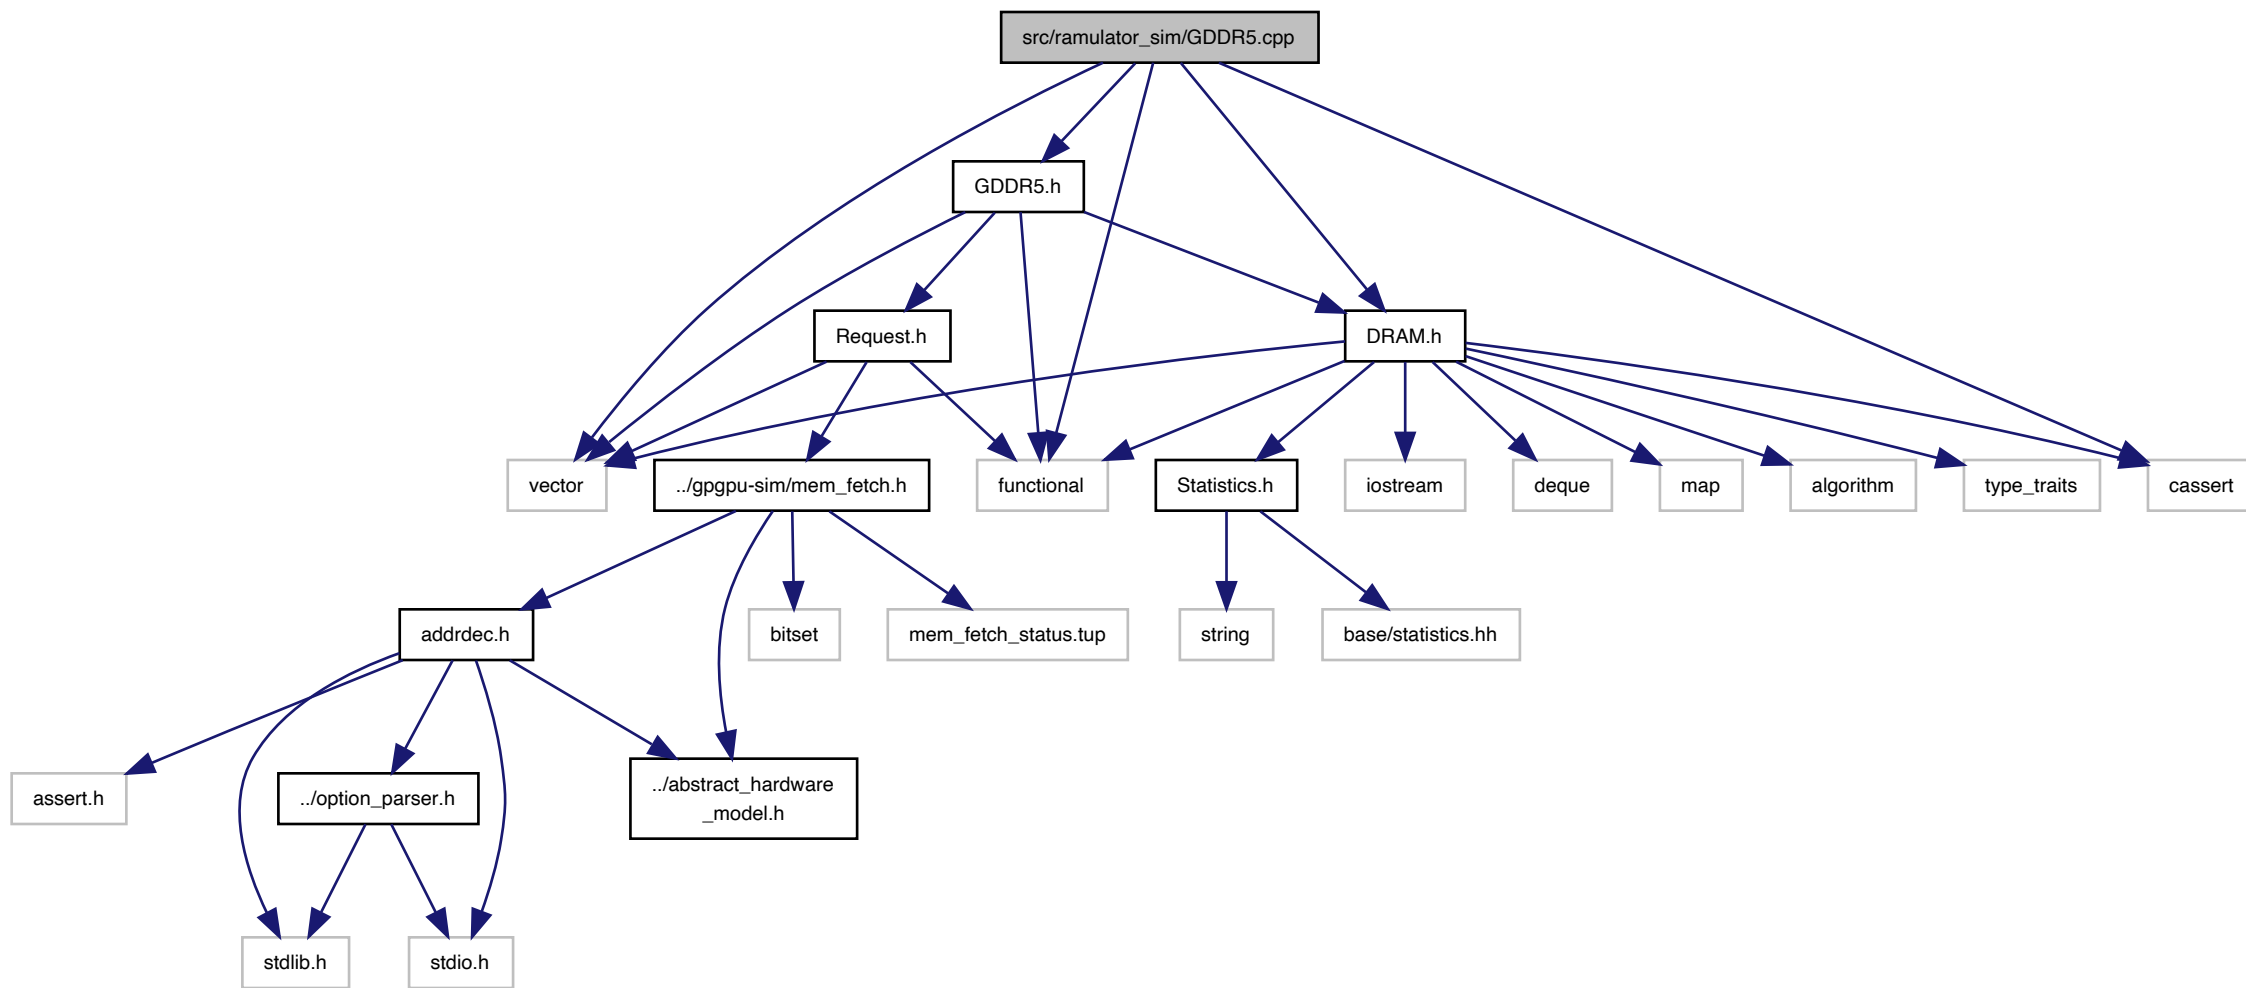 src/ramulator_sim/GDDR5.cpp
GDDR5.h
Request.h
DRAM.h
vector
../gpgpu-sim/mem_fetch.h
functional
Statistics.h
iostream
deque
map
algorithm
type_traits
cassert
addrdec.h
bitset
mem_fetch_status.tup
string
base/statistics.hh
assert.h
../option_parser.h
../abstract_hardware
_model.h
stdlib.h
stdio.h